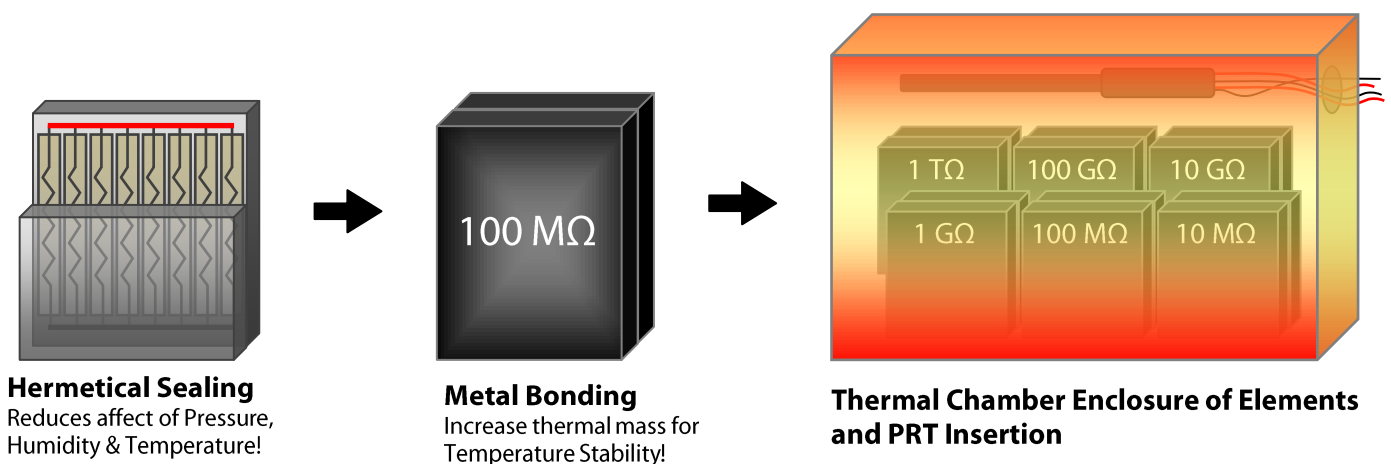 1 TΩ 100 GΩ 10 GΩ
100 MΩ
1 GΩ 100 MΩ 10 MΩ
Hermetical Sealing
Reduces affect of Pressure,
Humidity & Temperature!
Metal Bonding
Increase thermal mass for
Temperature Stability!
Thermal Chamber Enclosure of Elements
and PRT Insertion